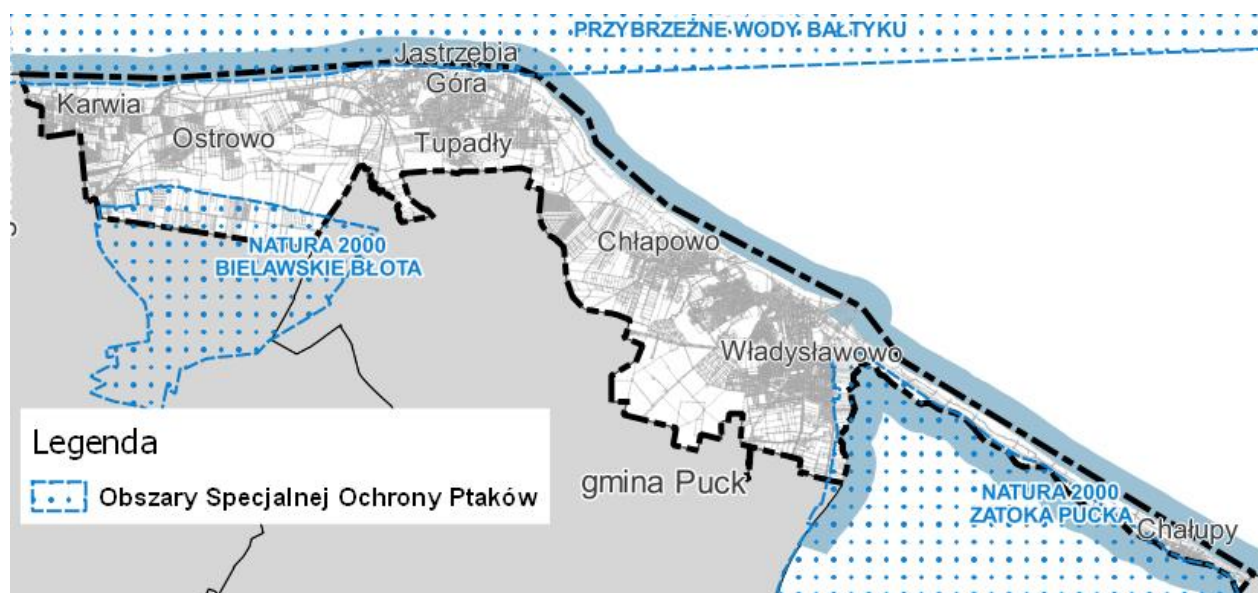 PRZYBRZEŻNE WODY BAŁTYKU
Jastrzębia
Góra
Karwia
Ostrowo
Tupadły
Chłapowo
NATURA 2000
BIELAWSKIE BŁOTA
Władysławowo
Legenda
Obszary Specjalnej Ochrony Ptaków
gmina Puck
NATURA 2000
ZATOKA PUCKA
Chałupy